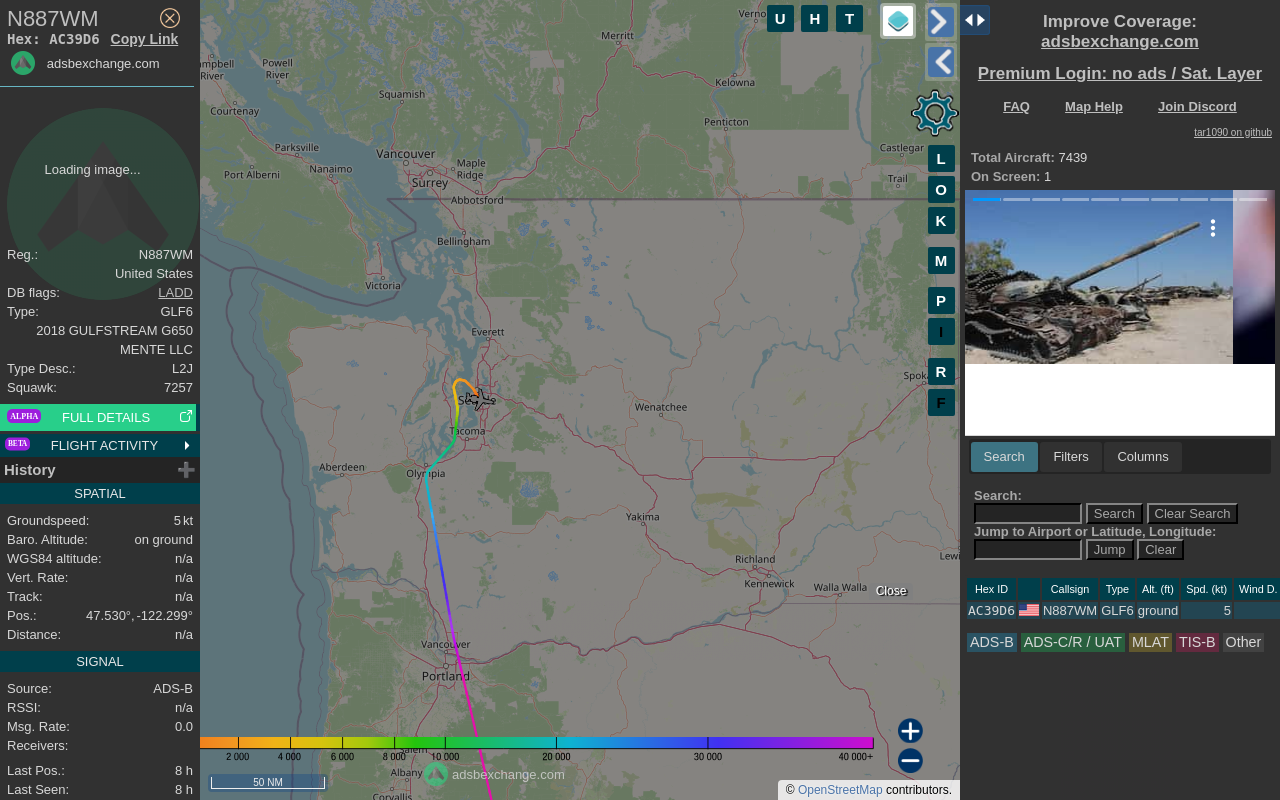 N887WM
Hex: AC39D6 Copy Link
adsbexchange.com
Loading image...
Reg.: N887WM
United States
DB flags: LADD
Type: GLF6
2018 GULFSTREAM G650
MENTE LLC
Type Desc.: L2J
Squawk: 7257
ALPHA FULL DETAILS
BETA FLIGHT ACTIVITY
History
SPATIAL
Groundspeed: 5 kt
Baro. Altitude: on ground
WGS84 altitude: n/a
Vert. Rate: n/a
Track: n/a
Pos.: 47.530°, -122.299°
Distance: n/a
SIGNAL
Source: ADS-B
RSSI: n/a
Msg. Rate: 0.0
Receivers:
Last Pos.: 8 h
Last Seen: 8 h
Merritt
Powell
River
River
Squamish
Courtenay
Kelowna
Penticton
Castlegar
Trail
Parksville
Nanaimo
Port Alberni
Vancouver
Surrey
Maple
Ridge
Abbotsford
Bellingham
Victoria
Everett
Tacoma
Olympia
Aberdeen
Wenatchee
Yakima
Richland
Kennewick
Walla Walla
Vancouver
Portland
Albany
Corvallis
U H T
L
O
K
M
P
I
R
F
Close
2 000 4 000 6 000 8 000 10 000 20 000 30 000 40 000+
50 NM
adsbexchange.com
© OpenStreetMap contributors.
Improve Coverage:
adsbexchange.com
Premium Login: no ads / Sat. Layer
FAQ Map Help Join Discord
tar1090 on github
Total Aircraft: 7439
On Screen: 1
Search Filters Columns
Search:
Search Clear Search
Jump to Airport or Latitude, Longitude:
Jump Clear
Hex ID Callsign Type Alt. (ft) Spd. (kt) Wind D.
AC39D6 N887WM GLF6 ground 5
ADS-B ADS-C/R / UAT MLAT TIS-B Other